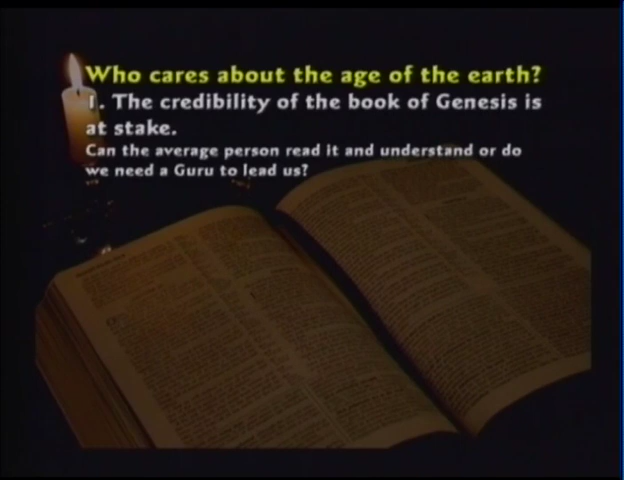 Who cares about the age of the earth?
1. The credibility of the book of Genesis is
at stake.
Can the average person read it and understand or do
we need a Guru to lead us?